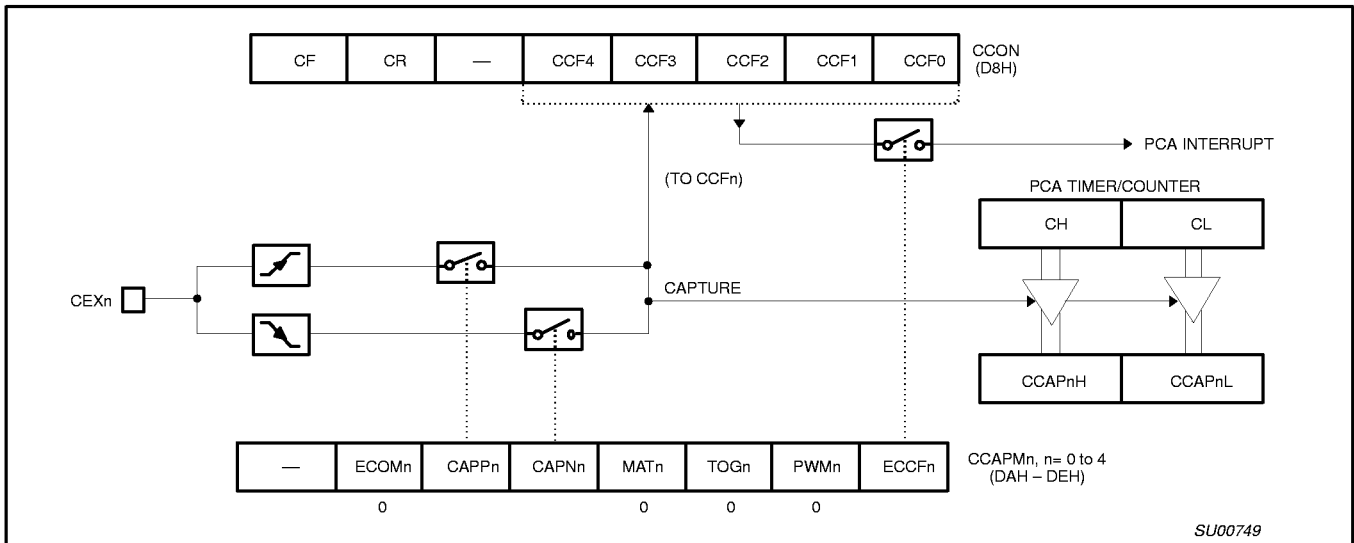 CF CR — CCF4 CCF3 CCF2 CCF1 CCF0
CCON
(D8H)
PCA INTERRUPT
(TO CCFn)
PCA TIMER/COUNTER
CH CL
CEXn
CAPTURE
CCAPnH CCAPnL
— ECOMn CAPPn CAPNn MATn TOGn PWMn ECCFn
CCAPMn, n= 0 to 4
(DAH – DEH)
0 0 0 0
SU00749